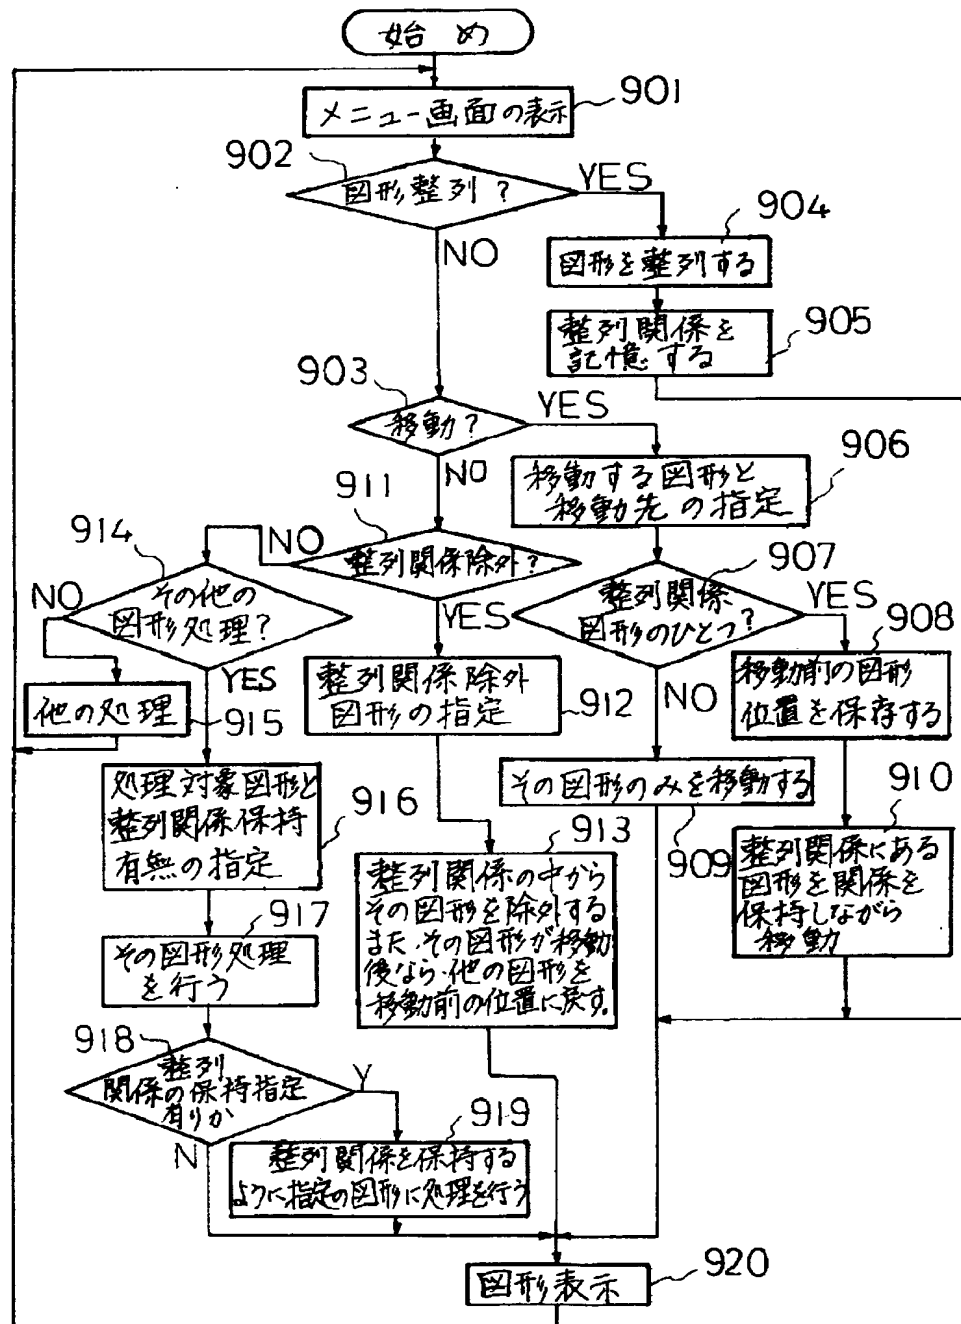 始め
メニュー画面の表示
901
902
図形整列?
YES
NO
904
図形を整列する
整列関係を
記憶する
905
903
移動?
YES
NO
906
移動する図形と
移動先の指定
911
整列関係除外?
NO
YES
914
その他の
図形処理?
NO
YES
907
整列関係
図形のひとつ?
YES
NO
908
移動前の図形
位置を保存する
他の処理
915
整列関係除外
図形の指定
912
処理対象図形と
整列関係保持
有無の指定
916
その図形のみを移動する
909
910
整列関係にある
図形を関係を
保持しながら
移動
913
整列関係の中から
その図形を除外する
また、その図形が移動
後なら、他の図形を
移動前の位置に戻す。
917
その図形処理
を行う
918
整列
関係の保持指定
有りか
Y
N
919
整列関係を保持する
ように指定の図形に処理を行う
図形表示
920